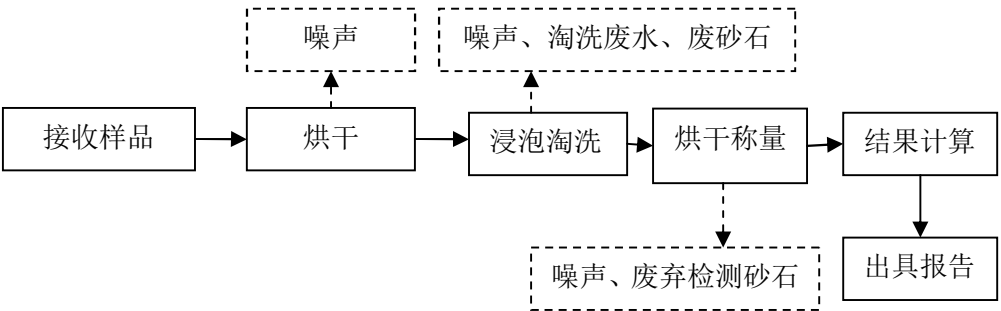 噪声
噪声、淘洗废水、废砂石
接收样品
烘干
浸泡淘洗
烘干称量
结果计算
噪声、废弃检测砂石
出具报告